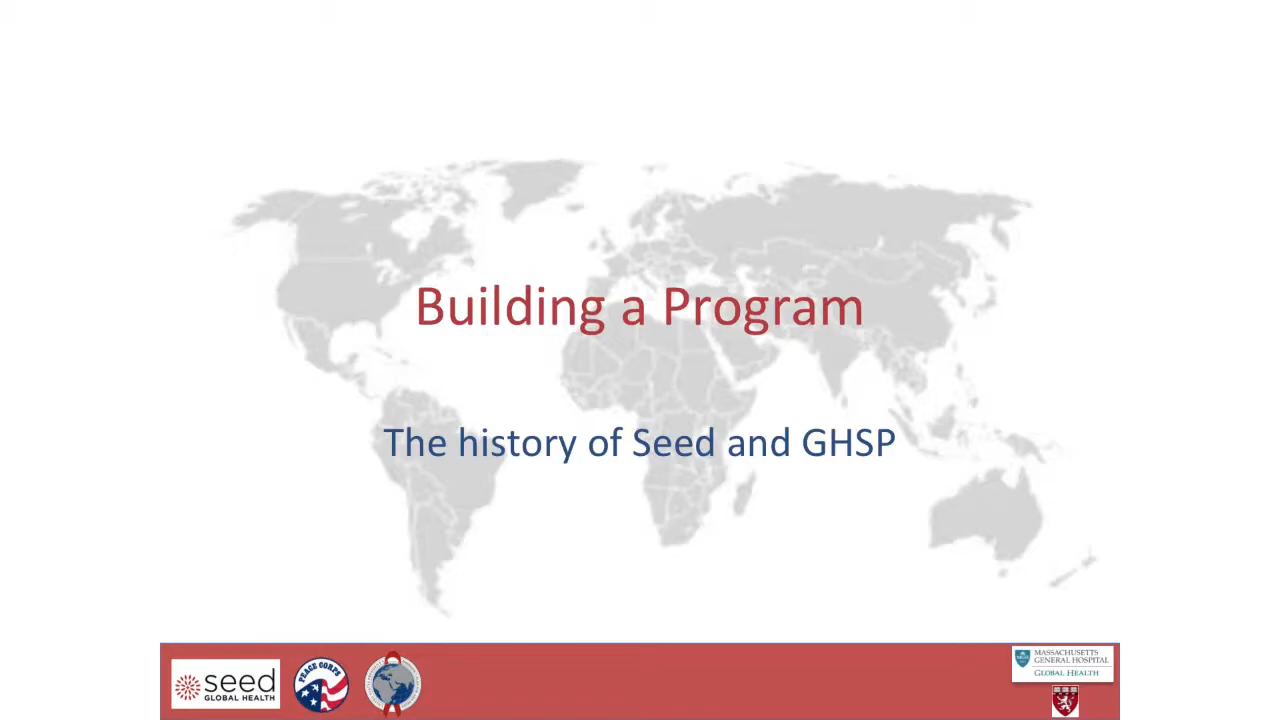 Building a Program
The history of Seed and GHSP
seed
GLOBAL HEALTH
PEACE CORPS
MASSACHUSETTS
GENERAL HOSPITAL
GLOBAL HEALTH